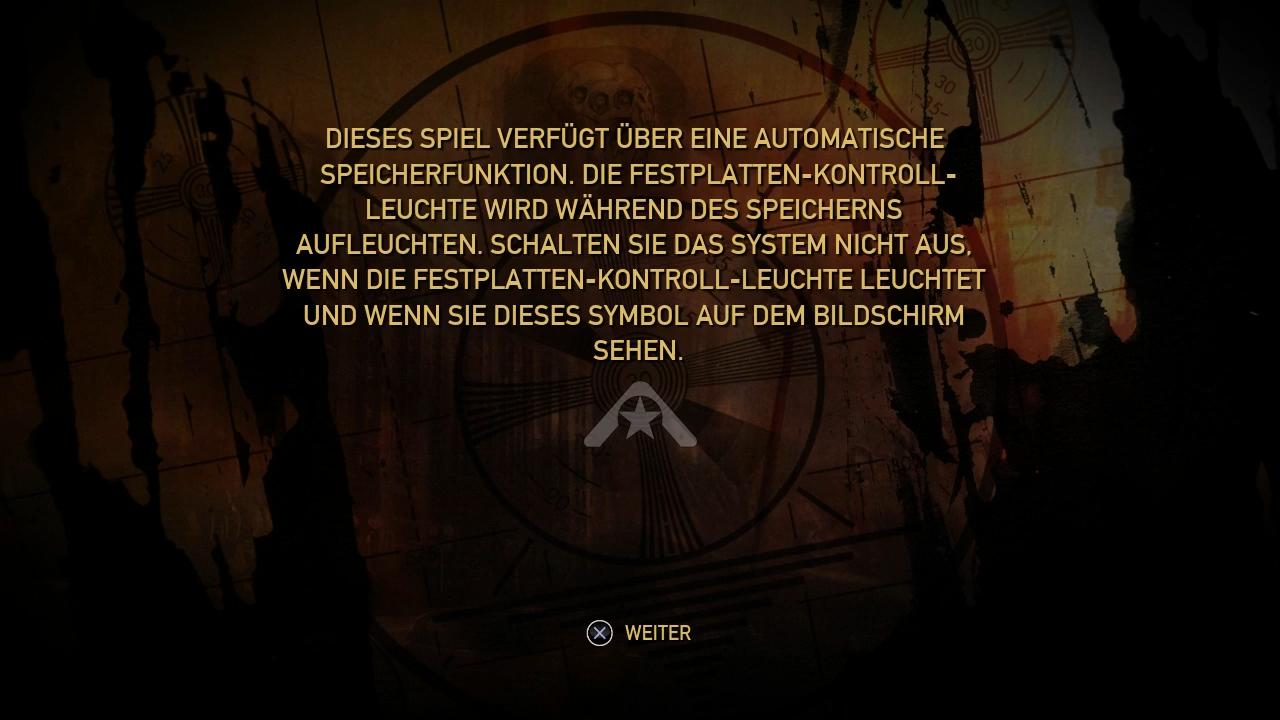 DIESES SPIEL VERFÜGT ÜBER EINE AUTOMATISCHE
SPEICHERFUNKTION. DIE FESTPLATTEN-KONTROLL-
LEUCHTE WIRD WÄHREND DES SPEICHERNS
AUFLEUCHTEN. SCHALTEN SIE DAS SYSTEM NICHT AUS,
WENN DIE FESTPLATTEN-KONTROLL-LEUCHTE LEUCHTET
UND WENN SIE DIESES SYMBOL AUF DEM BILDSCHIRM
SEHEN.
WEITER